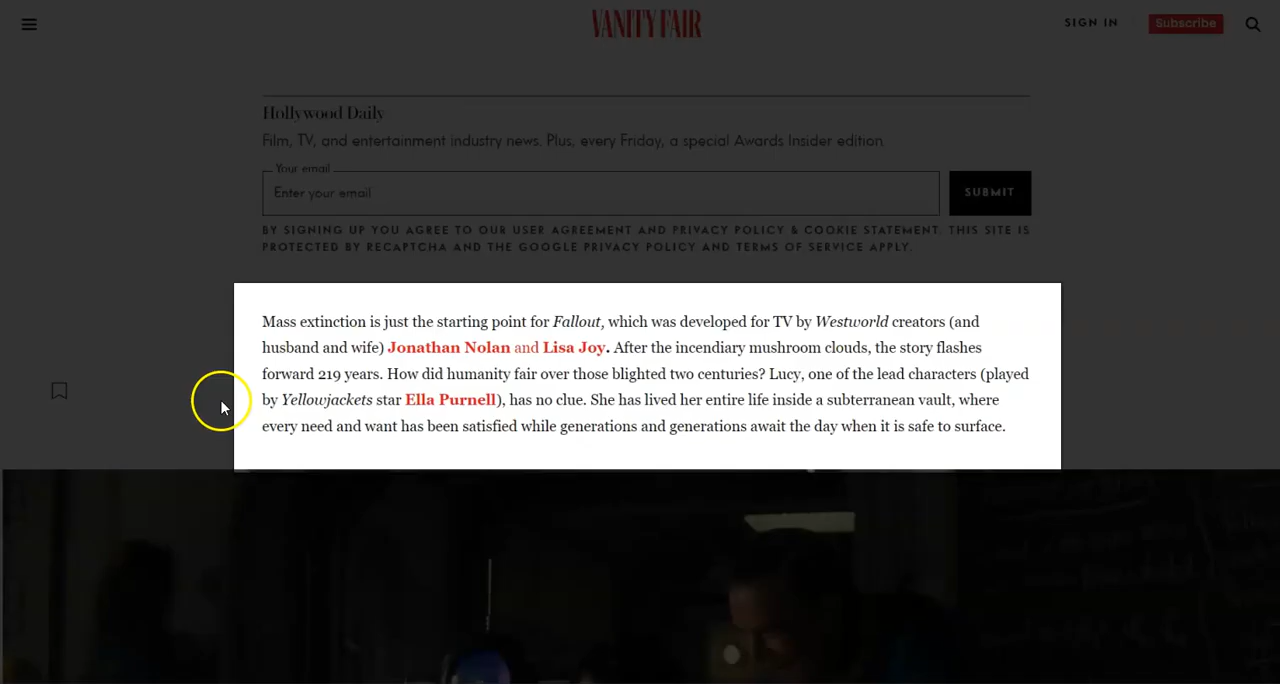 VANITY FAIR
SIGN IN
Subscribe
Hollywood Daily
Film, TV, and entertainment industry news. Plus, every Friday, a special Awards Insider edition.
Your email
Enter your email
SUBMIT
BY SIGNING UP YOU AGREE TO OUR USER AGREEMENT AND PRIVACY POLICY & COOKIE STATEMENT. THIS SITE IS
PROTECTED BY RECAPTCHA AND THE GOOGLE PRIVACY POLICY AND TERMS OF SERVICE APPLY.
Mass extinction is just the starting point for Fallout, which was developed for TV by Westworld creators (and
husband and wife) Jonathan Nolan and Lisa Joy. After the incendiary mushroom clouds, the story flashes
forward 219 years. How did humanity fair over those blighted two centuries? Lucy, one of the lead characters (played
by Yellowjackets star Ella Purnell), has no clue. She has lived her entire life inside a subterranean vault, where
every need and want has been satisfied while generations and generations await the day when it is safe to surface.